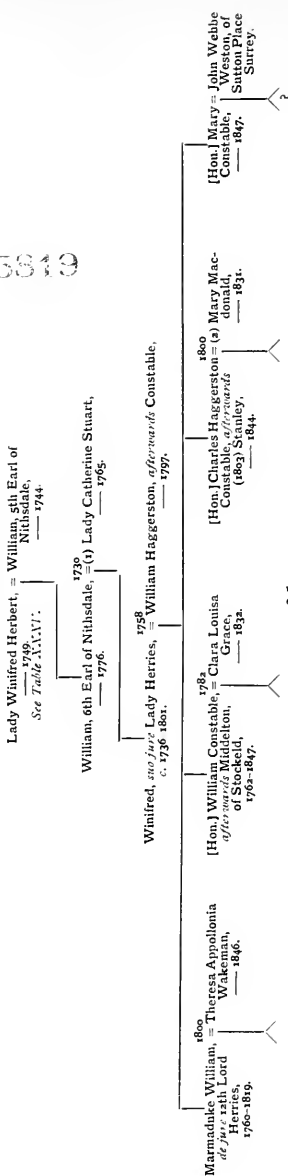 Lady Winifred Herbert, = William, 5th Earl of
—— 1749. Nithsdale,
See Table XXXV. —— 1744.
1730
William, 6th Earl of Nithsdale, = (1) Lady Catherine Stuart,
—— 1776. —— 1765.
1758
Winifred, suo jure Lady Herries, = William Haggerston, afterwards Constable,
c. 1736 1801. —— 1797.
1800
Marmaduke William, = Theresa Appollonia
de jure 12th Lord Wakeman,
Herries, —— 1846.
1760-1819.
1782
[Hon.] William Constable, = Clara Louisa
afterwards Middelton, Grace,
of Stockeld, —— 1832.
1762-1847.
1800
[Hon.] Charles Haggerston = (2) Mary Mac-
Constable, afterwards donald,
(1803) Stanley, —— 1831.
—— 1844.
[Hon.] Mary = John Webbe
Constable, Weston, of
—— 1847. Sutton Place
Surrey.
?